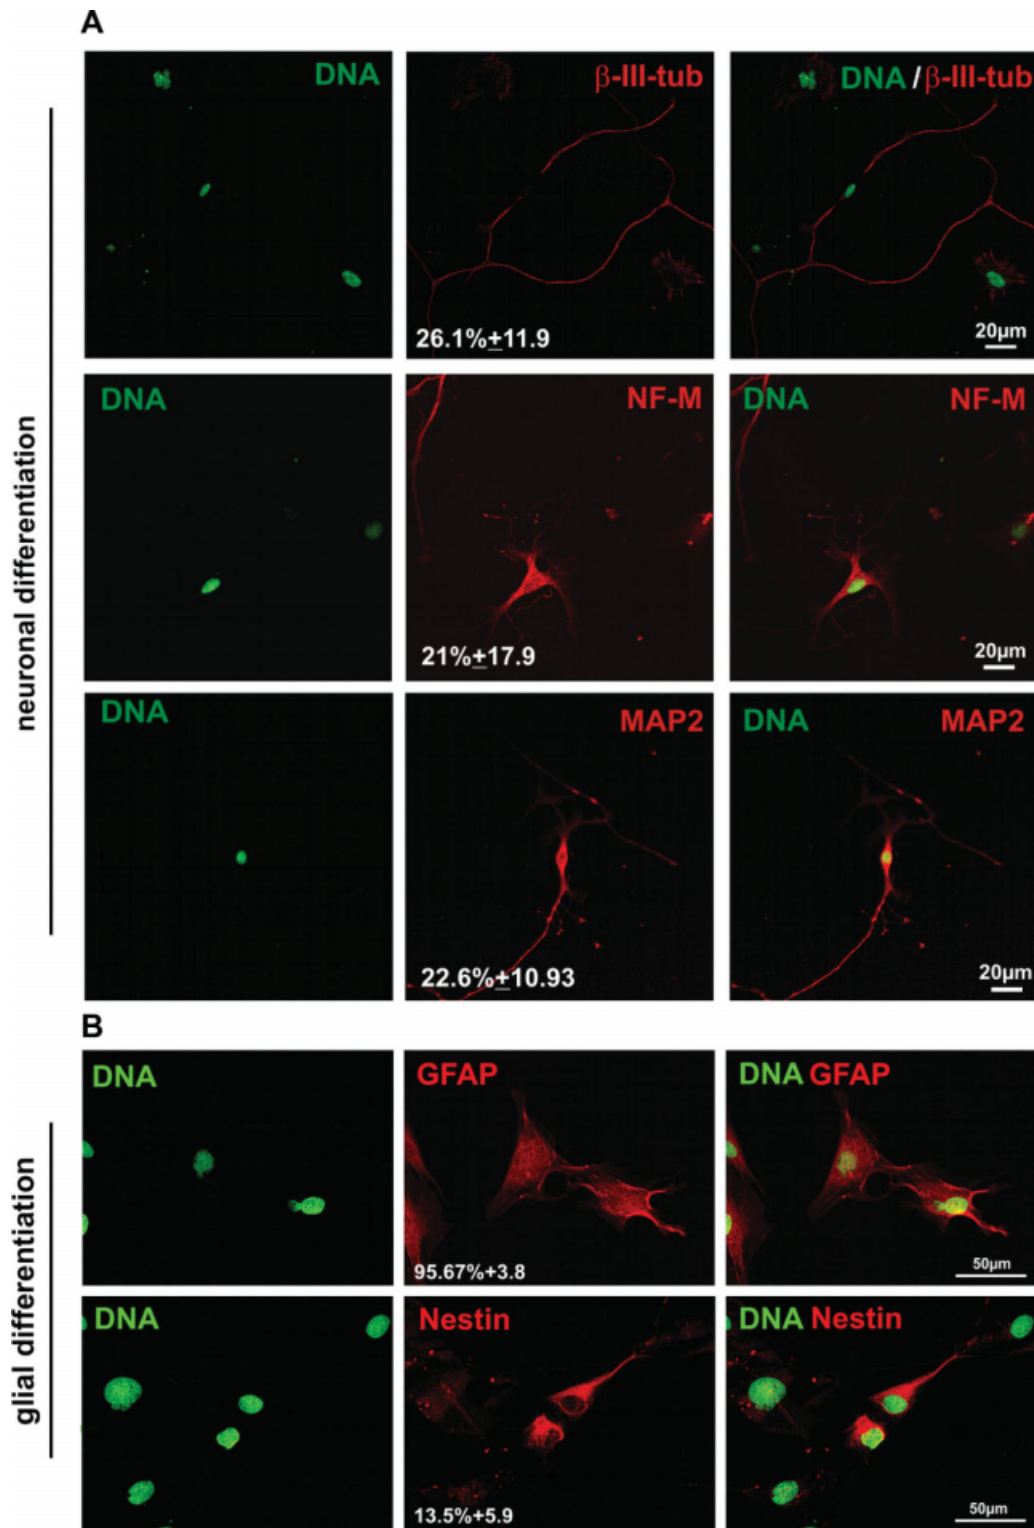 A
neuronal differentiation
DNA
β-III-tub
DNA / β-III-tub
26.1%±11.9
20μm
DNA
NF-M
DNA NF-M
21%±17.9
20μm
DNA
MAP2
DNA MAP2
22.6%±10.93
20μm
B
glial differentiation
DNA
GFAP
DNA GFAP
95.67%+3.8
50μm
DNA
Nestin
DNA Nestin
13.5%+5.9
50μm